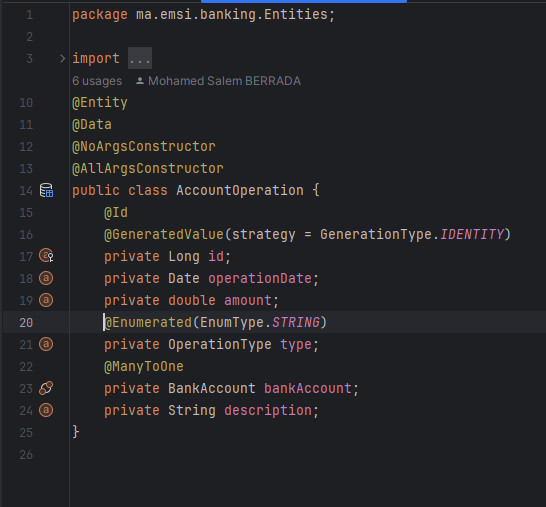 1 package ma.emsi.banking.Entities;
2
3 import ...
6 usages Mohamed Salem BERRADA
10 @Entity
11 @Data
12 @NoArgsConstructor
13 @AllArgsConstructor
14 public class AccountOperation {
15 @Id
16 @GeneratedValue(strategy = GenerationType.IDENTITY)
17 private Long id;
18 private Date operationDate;
19 private double amount;
20 @Enumerated(EnumType.STRING)
21 private OperationType type;
22 @ManyToOne
23 private BankAccount bankAccount;
24 private String description;
25 }
26